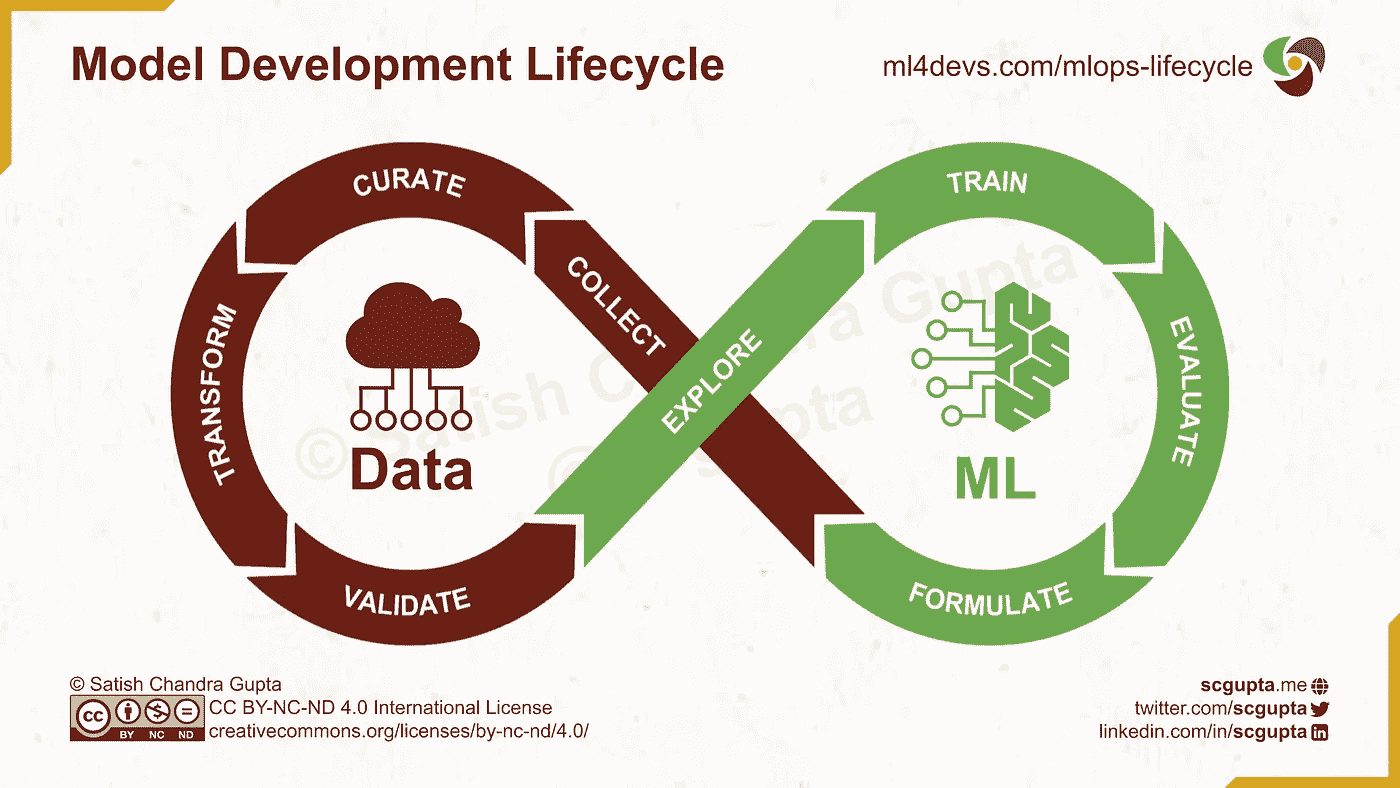 Model Development Lifecycle
ml4devs.com/mlops-lifecycle
CURATE
COLLECT
TRANSFORM
VALIDATE
EXPLORE
TRAIN
EVALUATE
FORMULATE
Data
ML
© Satish Chandra Gupta
© Satish Chandra Gupta
CC BY-NC-ND 4.0 International License
creativecommons.org/licenses/by-nc-nd/4.0/
cc
BY NC ND
scgupta.me
twitter.com/scgupta
linkedin.com/in/scgupta
in